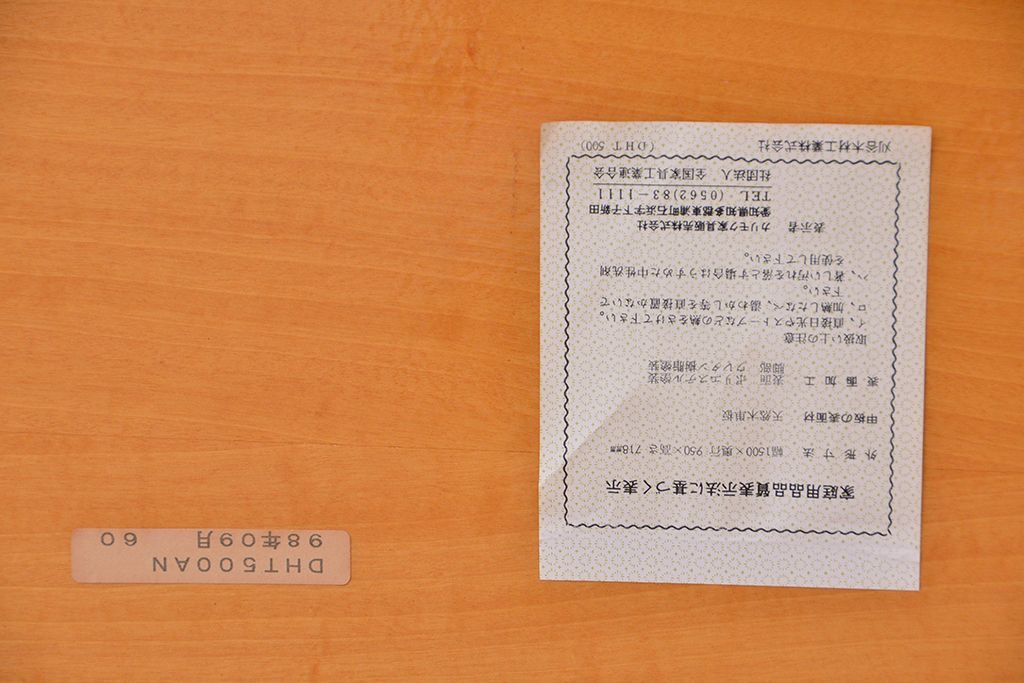 家庭用品品質表示法に基づく表示
外形寸法 幅1500×奥行950×高さ718㎜
甲板の表面材 天然木単板
表面加工 表面 ポリエステル塗装
脚部 ウレタン樹脂塗装
取扱い上の注意
イ、直接日光やストーブなどの熱をさけて下さい。
ロ、加熱したなべ、湯わかし等を直接置かないで
下さい。
ハ、著しい汚れを落とす場合はうすめた中性洗剤
を使用して下さい。
表示者 カリモク家具販売株式会社
愛知県知多郡東浦町石浜字下子新田
TEL (0562)83-1111
社団法人 全国家具工業連合会
刈谷木材工業株式会社 (DHT 500)
DHT500AN
98年09月 60